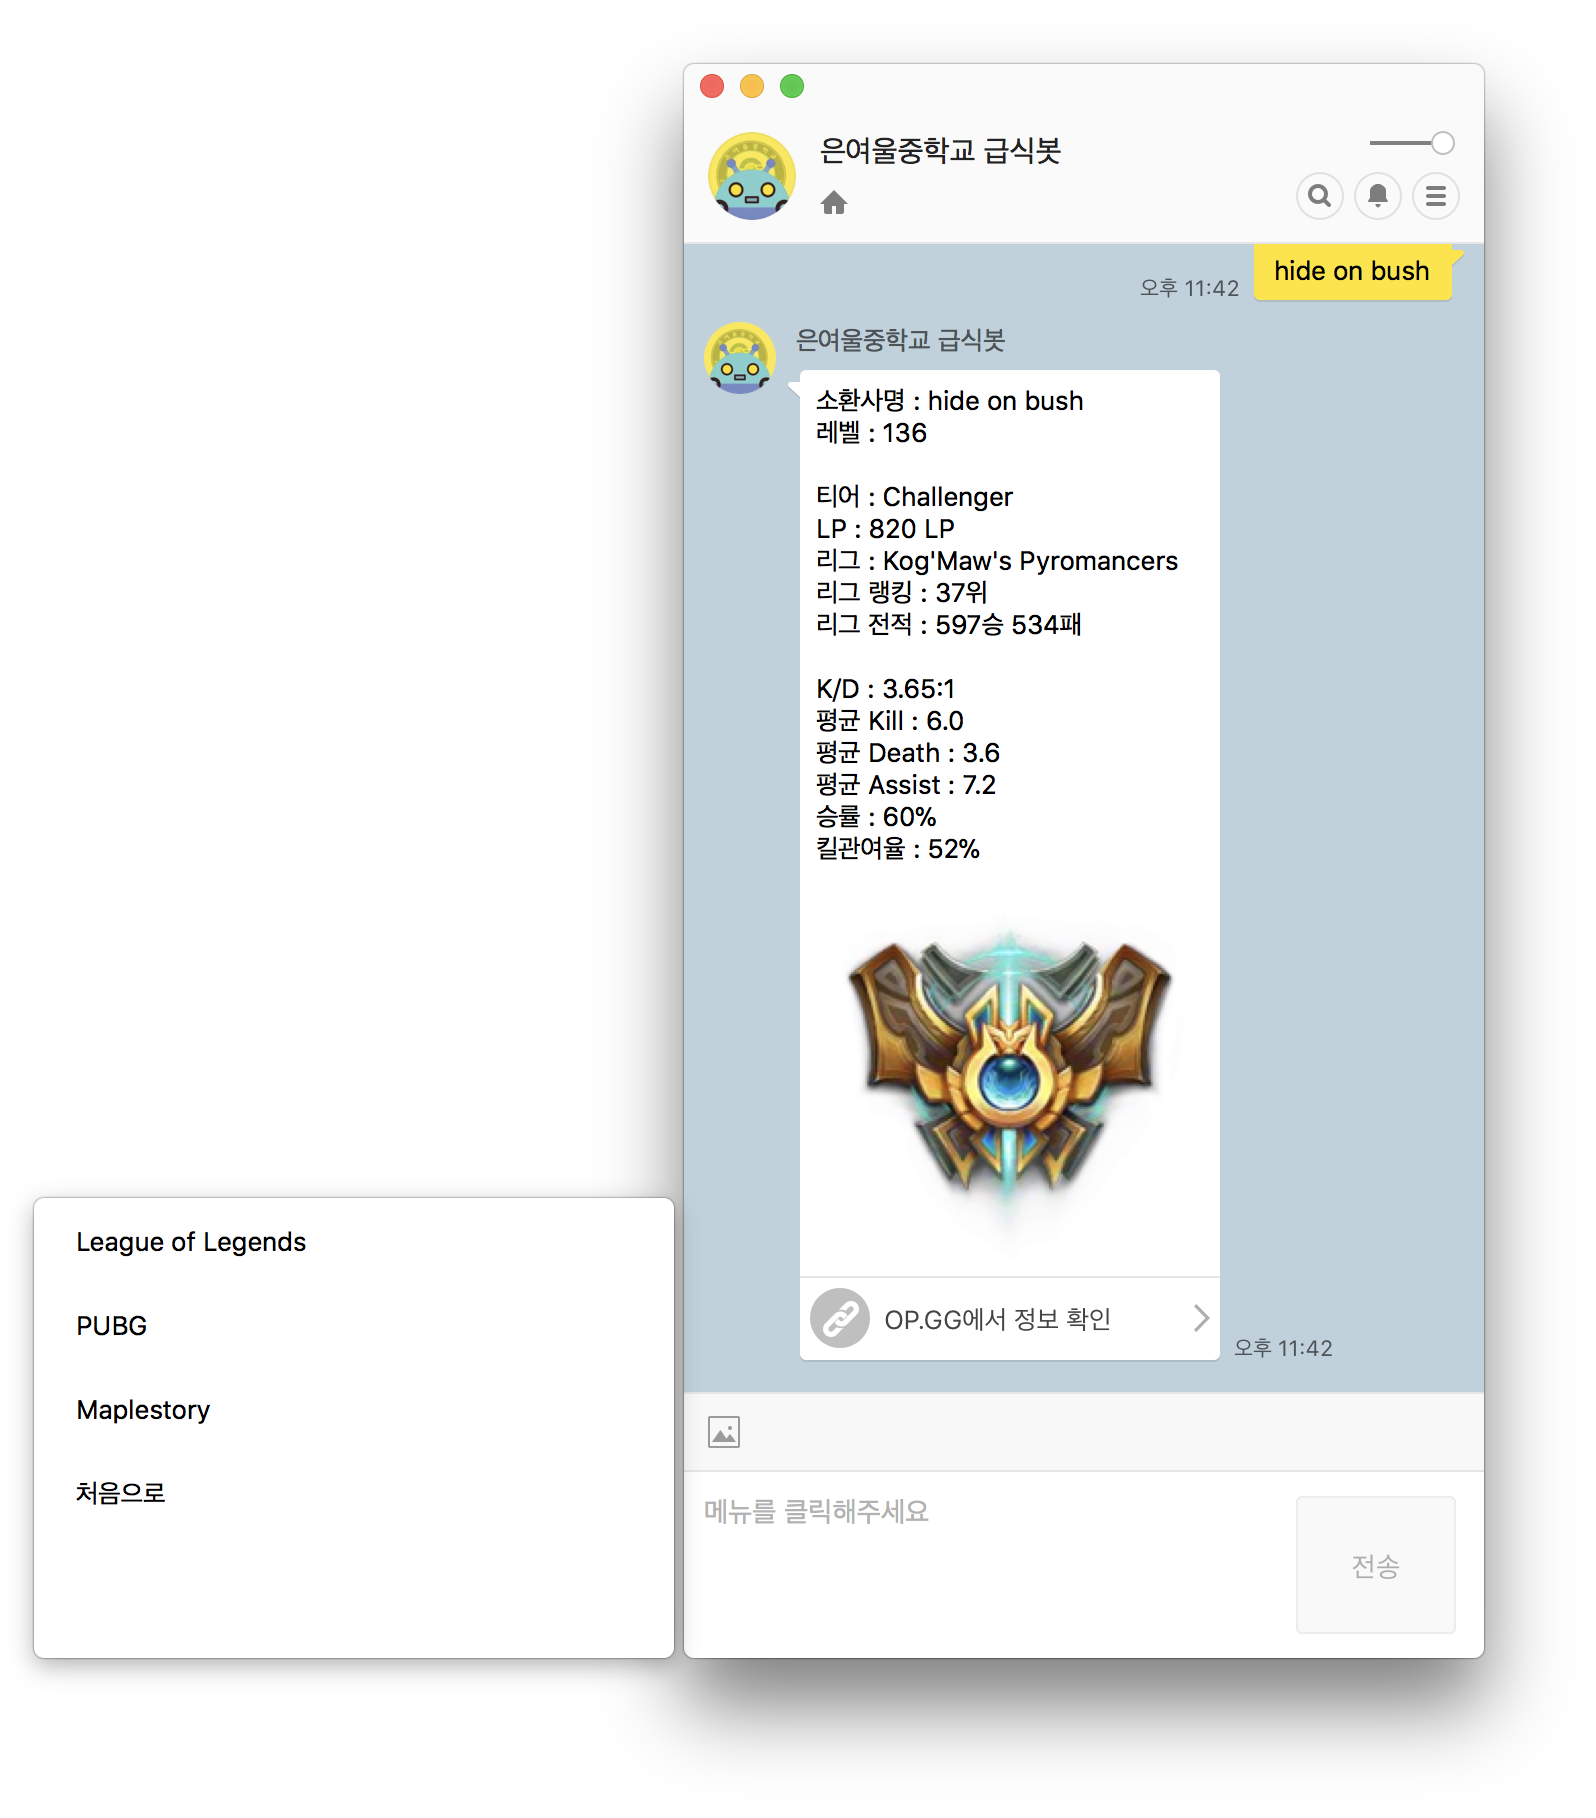 은여울중학교 급식봇
hide on bush
오후 11:42
은여울중학교 급식봇
소환사명 : hide on bush
레벨 : 136
티어 : Challenger
LP : 820 LP
리그 : Kog'Maw's Pyromancers
리그 랭킹 : 37위
리그 전적 : 597승 534패
K/D : 3.65:1
평균 Kill : 6.0
평균 Death : 3.6
평균 Assist : 7.2
승률 : 60%
킬관여율 : 52%
OP.GG에서 정보 확인
오후 11:42
메뉴를 클릭해주세요
전송
League of Legends
PUBG
Maplestory
처음으로